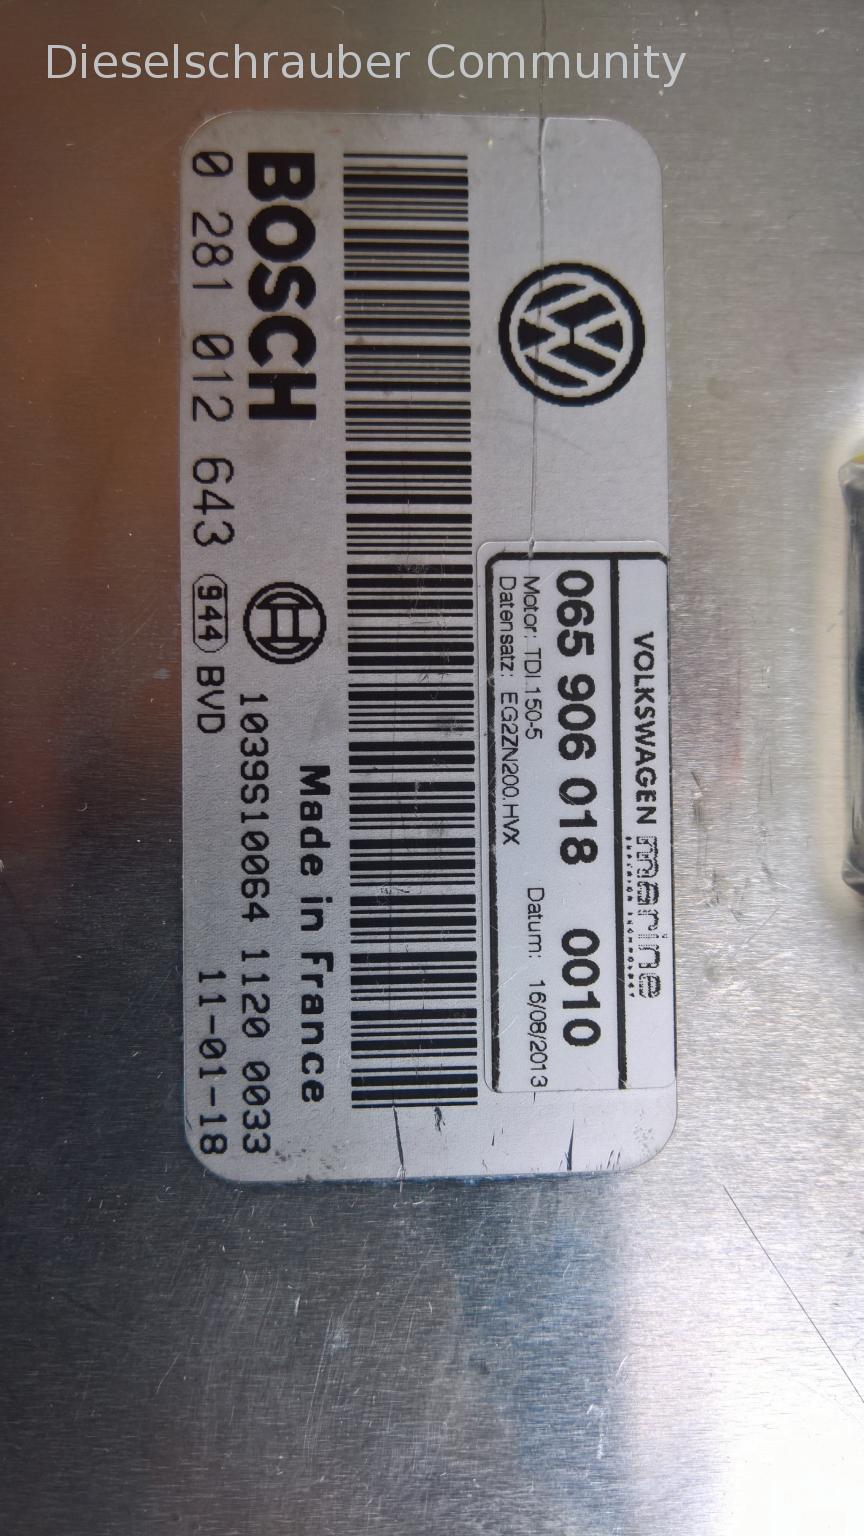 Dieselschrauber Community
VOLKSWAGEN marine
065 906 018 0010
Motor: TDI.150-5 Datum: 16/08/2013
Datensatz: EG2ZN200.HVX
BOSCH
Made in France
1039S10064 1120 0033
0 281 012 643 944 BVD 11-01-18